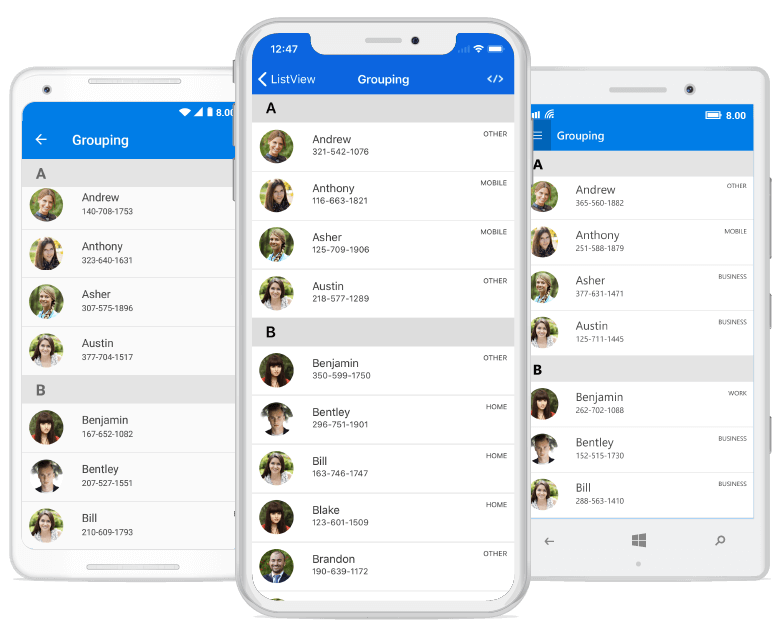 8.00
Grouping
A
Andrew
140-708-1753
Anthony
323-640-1631
Asher
307-575-1896
Austin
377-704-1517
B
Benjamin
167-652-1082
Bentley
207-527-1551
Bill
210-609-1793
12:47
ListView Grouping </>
A
Andrew OTHER
321-542-1076
Anthony MOBILE
116-663-1821
Asher MOBILE
125-709-1906
Austin OTHER
218-577-1289
B
Benjamin OTHER
350-599-1750
Bentley HOME
296-751-1901
Bill HOME
163-746-1747
Blake HOME
123-601-1509
Brandon OTHER
190-639-1172
8.00
Grouping
A
Andrew OTHER
365-560-1882
Anthony MOBILE
251-588-1879
Asher BUSINESS
377-631-1471
Austin BUSINESS
125-711-1445
B
Benjamin WORK
262-702-1088
Bentley BUSINESS
152-515-1730
Bill BUSINESS
288-563-1410